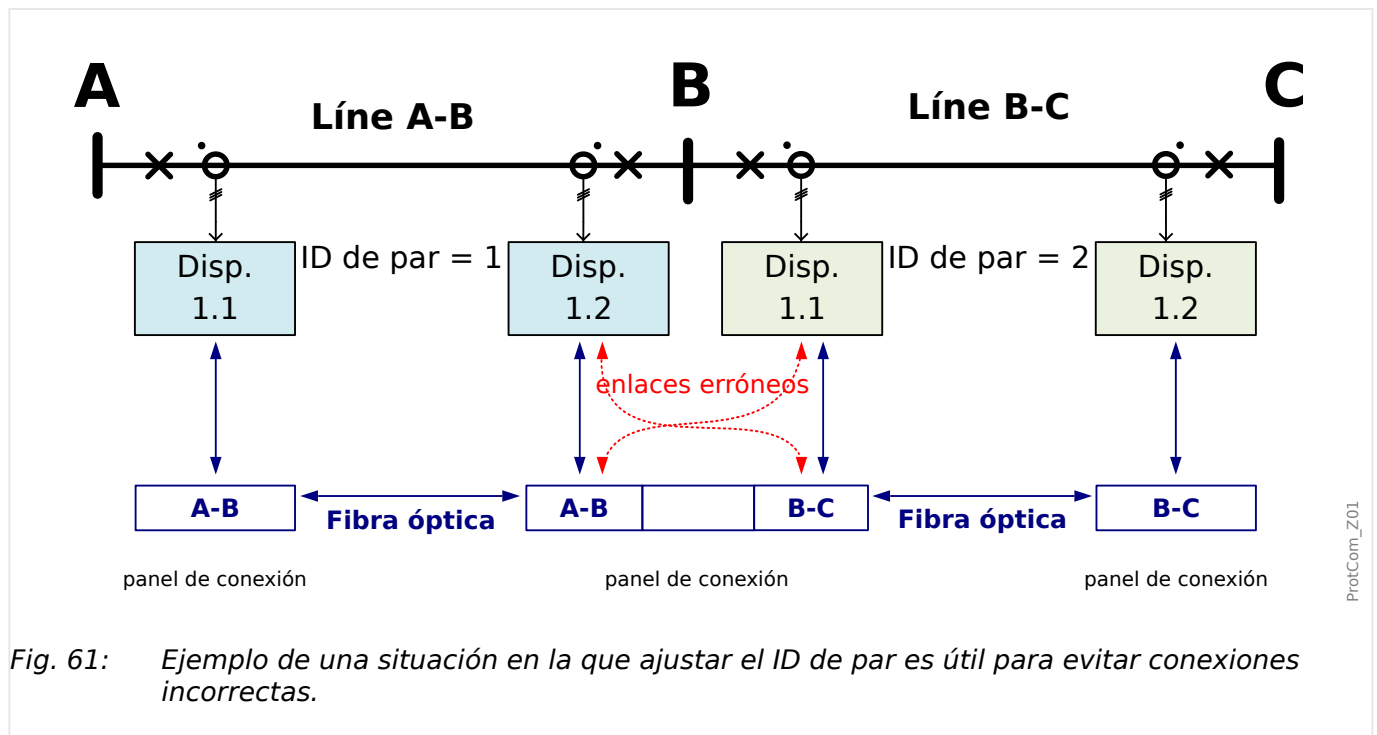 A
B
C
Líne A-B
Líne B-C
Disp.
1.1
ID de par = 1
Disp.
1.2
Disp.
1.1
ID de par = 2
Disp.
1.2
enlaces erróneos
A-B
Fibra óptica
A-B
B-C
Fibra óptica
B-C
panel de conexión
panel de conexión
panel de conexión
ProtCom_Z01
Fig. 61: Ejemplo de una situación en la que ajustar el ID de par es útil para evitar conexiones
incorrectas.